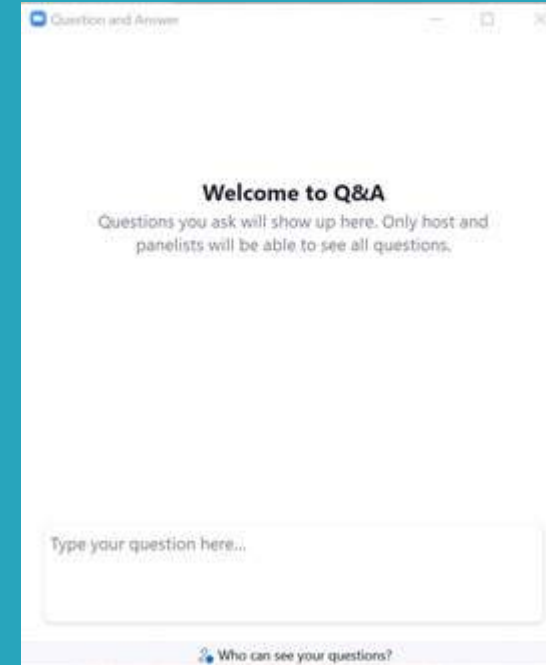 Question and Answer
Welcome to Q&A
Questions you ask will show up here. Only host and
panelists will be able to see all questions.
Type your question here...
Who can see your questions?